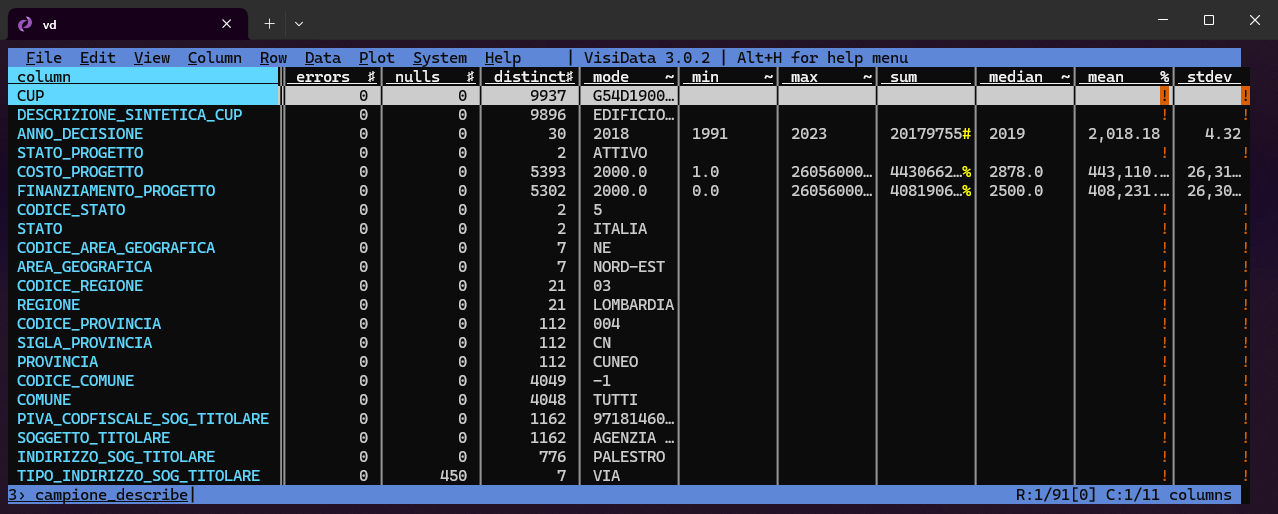 vd
File Edit View Column Row Data Plot System Help | VisiData 3.0.2 | Alt+H for help menu
column errors ♯ nulls ♯ distinct♯ mode ~ min ~ max ~ sum median ~ mean % stdev
CUP 0 0 9937 G54D1900… ! !
DESCRIZIONE_SINTETICA_CUP 0 0 9896 EDIFICIO… ! !
ANNO_DECISIONE 0 0 30 2018 1991 2023 20179755# 2019 2,018.18 4.32
STATO_PROGETTO 0 0 2 ATTIVO ! !
COSTO_PROGETTO 0 0 5393 2000.0 1.0 26056000… 4430662…% 2878.0 443,110.… 26,31…
FINANZIAMENTO_PROGETTO 0 0 5302 2000.0 0.0 26056000… 4081906…% 2500.0 408,231.… 26,30…
CODICE_STATO 0 0 2 5 ! !
STATO 0 0 2 ITALIA ! !
CODICE_AREA_GEOGRAFICA 0 0 7 NE ! !
AREA_GEOGRAFICA 0 0 7 NORD-EST ! !
CODICE_REGIONE 0 0 21 03 ! !
REGIONE 0 0 21 LOMBARDIA ! !
CODICE_PROVINCIA 0 0 112 004 ! !
SIGLA_PROVINCIA 0 0 112 CN ! !
PROVINCIA 0 0 112 CUNEO ! !
CODICE_COMUNE 0 0 4049 -1 ! !
COMUNE 0 0 4048 TUTTI ! !
PIVA_CODFISCALE_SOG_TITOLARE 0 0 1162 97181460… ! !
SOGGETTO_TITOLARE 0 0 1162 AGENZIA … ! !
INDIRIZZO_SOG_TITOLARE 0 0 776 PALESTRO ! !
TIPO_INDIRIZZO_SOG_TITOLARE 0 450 7 VIA ! !
3› campione_describe| R:1/91[0] C:1/11 columns